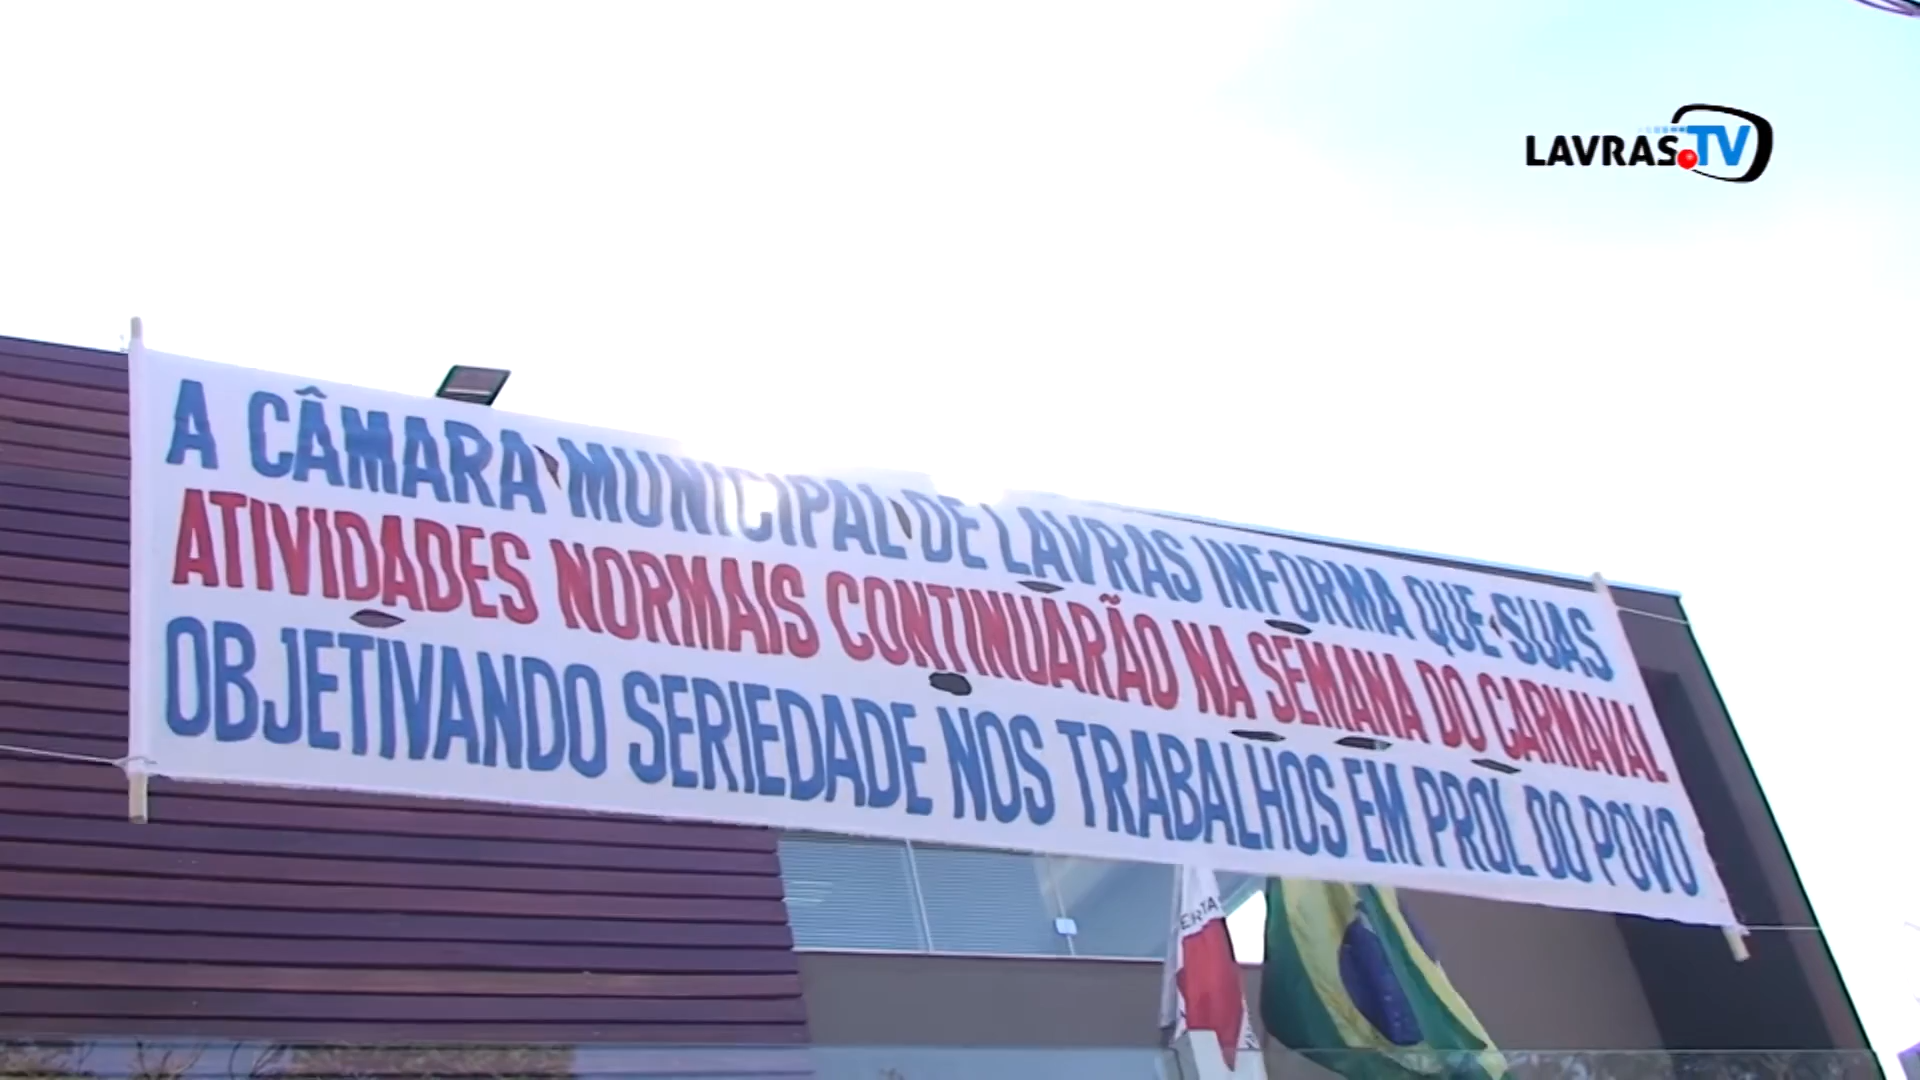 LAVRAS.TV
A CÂMARA MUNICIPAL DE LAVRAS INFORMA QUE SUAS
ATIVIDADES NORMAIS CONTINUARÃO NA SEMANA DO CARNAVAL
OBJETIVANDO SERIEDADE NOS TRABALHOS EM PROL DO POVO